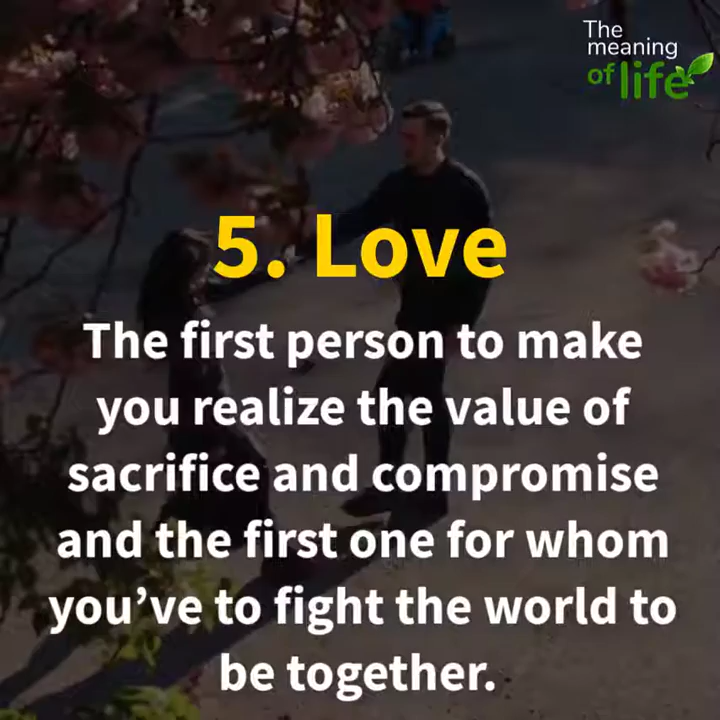 The
meaning
of life
5. Love
The first person to make
you realize the value of
sacrifice and compromise
and the first one for whom
you’ve to fight the world to
be together.